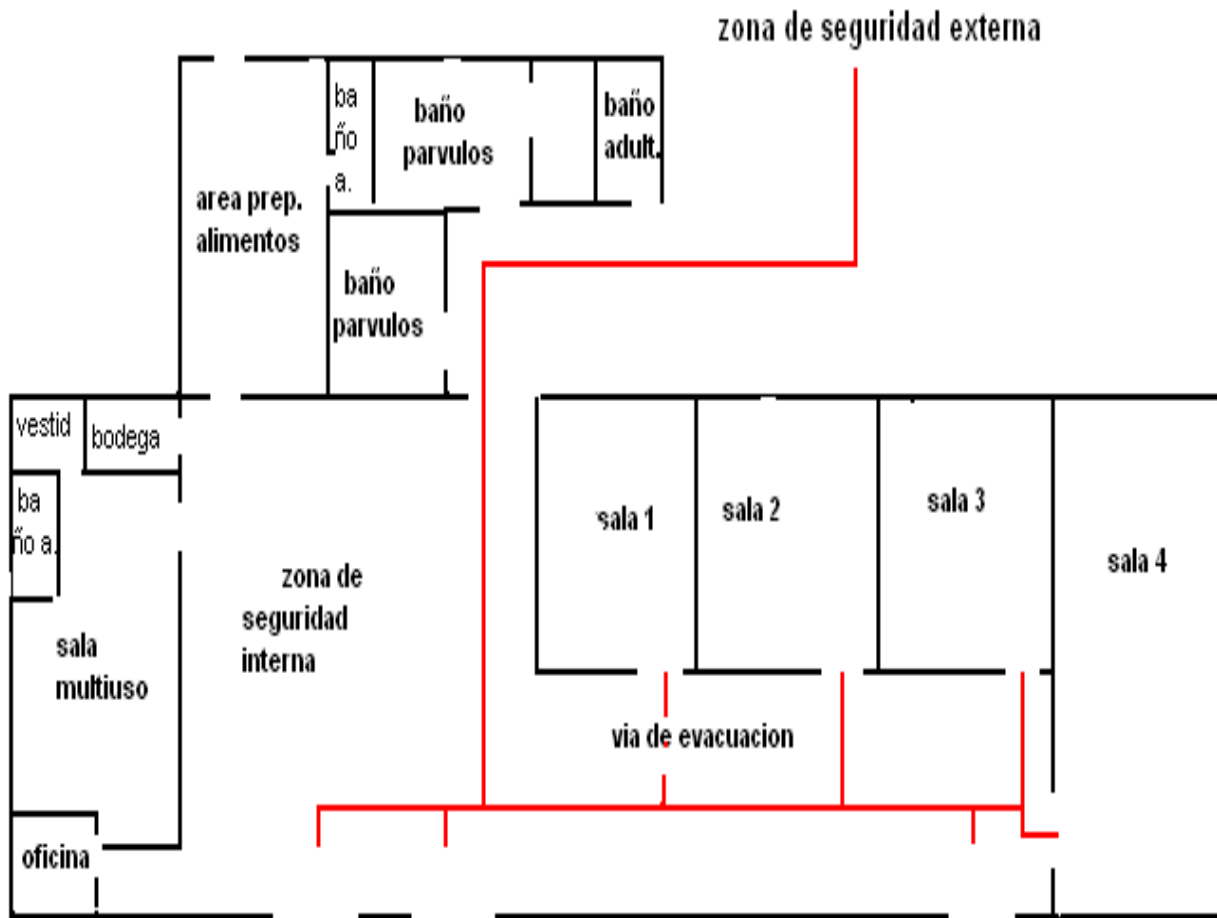 zona de seguridad externa
ba
ño
a.
baño
parvulos
baño
adult.
area prep.
alimentos
baño
parvulos
vestid
bodega
ba
ño a.
sala 1
sala 2
sala 3
sala 4
zona de
seguridad
interna
sala
multiuso
via de evacuacion
oficina